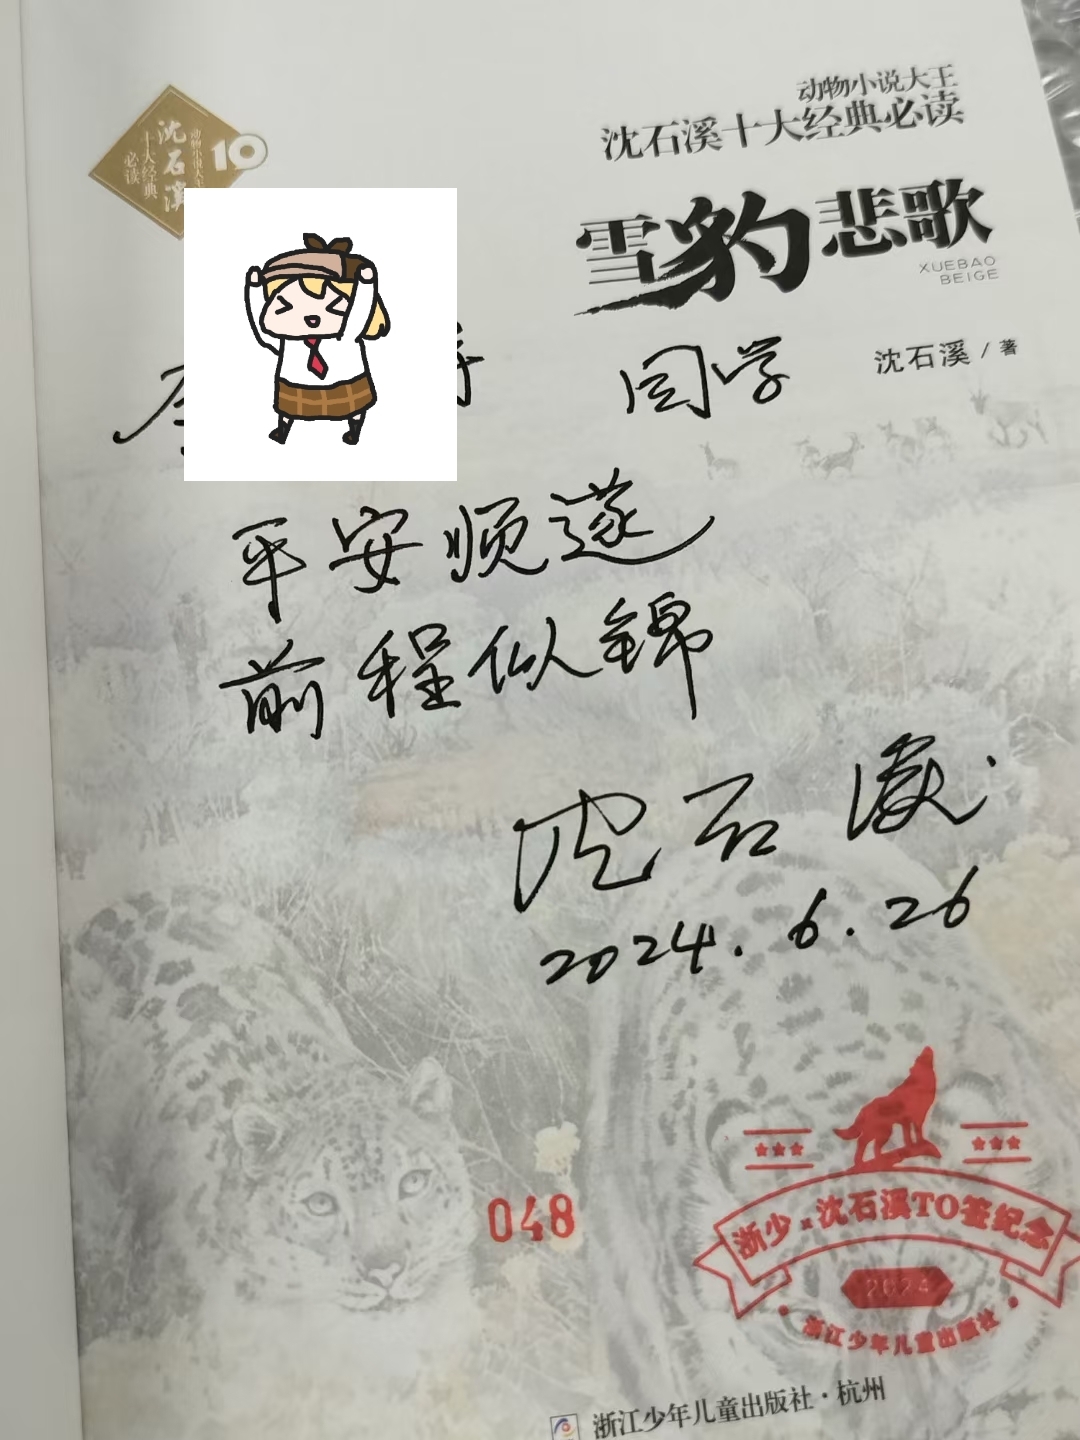 动物小说大王
沈石溪
十大经典
必读
10
动物小说大王
沈石溪十大经典必读
雪豹悲歌
XUEBAO
BEIGE
沈石溪/著
同学
平安顺遂
前程似锦
沈石溪
2024.6.26
048
浙少×沈石溪TO签纪念
2024
浙江少年儿童出版社
浙江少年儿童出版社·杭州